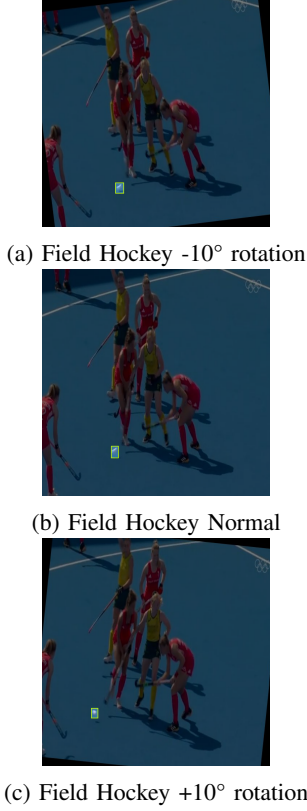 (a) Field Hockey -10° rotation
(b) Field Hockey Normal
(c) Field Hockey +10° rotation